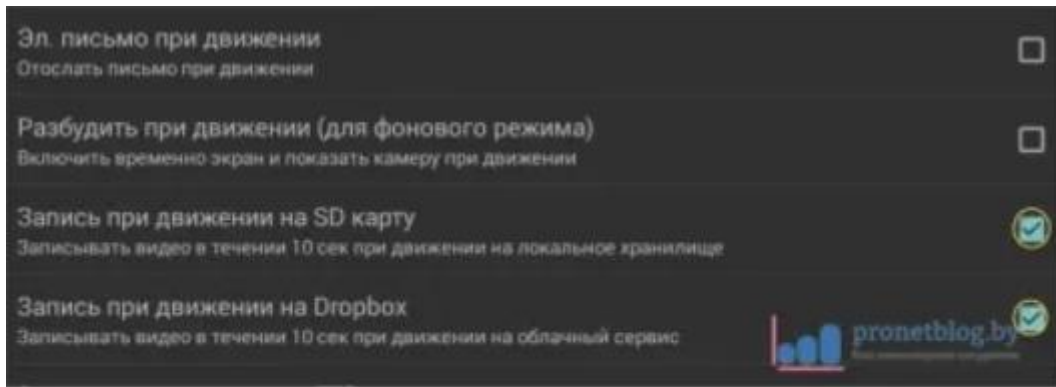 Эл. письмо при движении
Отослать письмо при движении
Разбудить при движении (для фонового режима)
Включить временно экран и показать камеру при движении
Запись при движении на SD карту
Записывать видео в течении 10 сек при движении на локальное хранилище
Запись при движении на Dropbox
Записывать видео в течении 10 сек при движении на облачный сервис
pronetblog.by